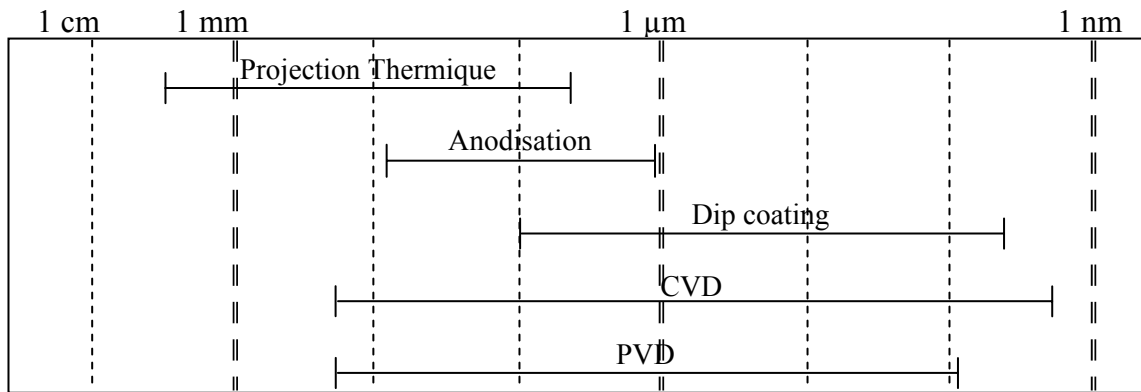 1 cm 1 mm 1 µm 1 nm
Projection Thermique
Anodisation
Dip coating
CVD
PVD